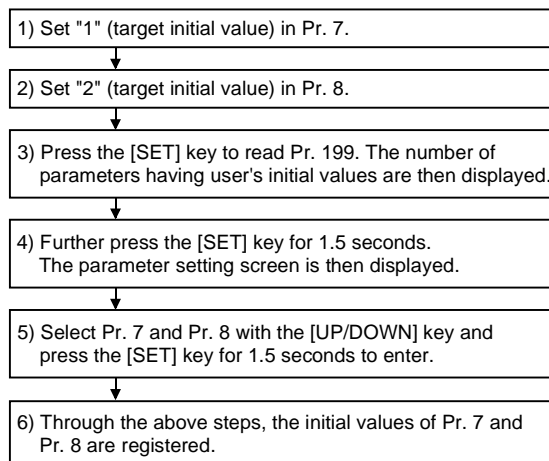 1) Set "1" (target initial value) in Pr. 7.
2) Set "2" (target initial value) in Pr. 8.
3) Press the [SET] key to read Pr. 199. The number of
parameters having user's initial values are then displayed.
4) Further press the [SET] key for 1.5 seconds.
The parameter setting screen is then displayed.
5) Select Pr. 7 and Pr. 8 with the [UP/DOWN] key and
press the [SET] key for 1.5 seconds to enter.
6) Through the above steps, the initial values of Pr. 7 and
Pr. 8 are registered.